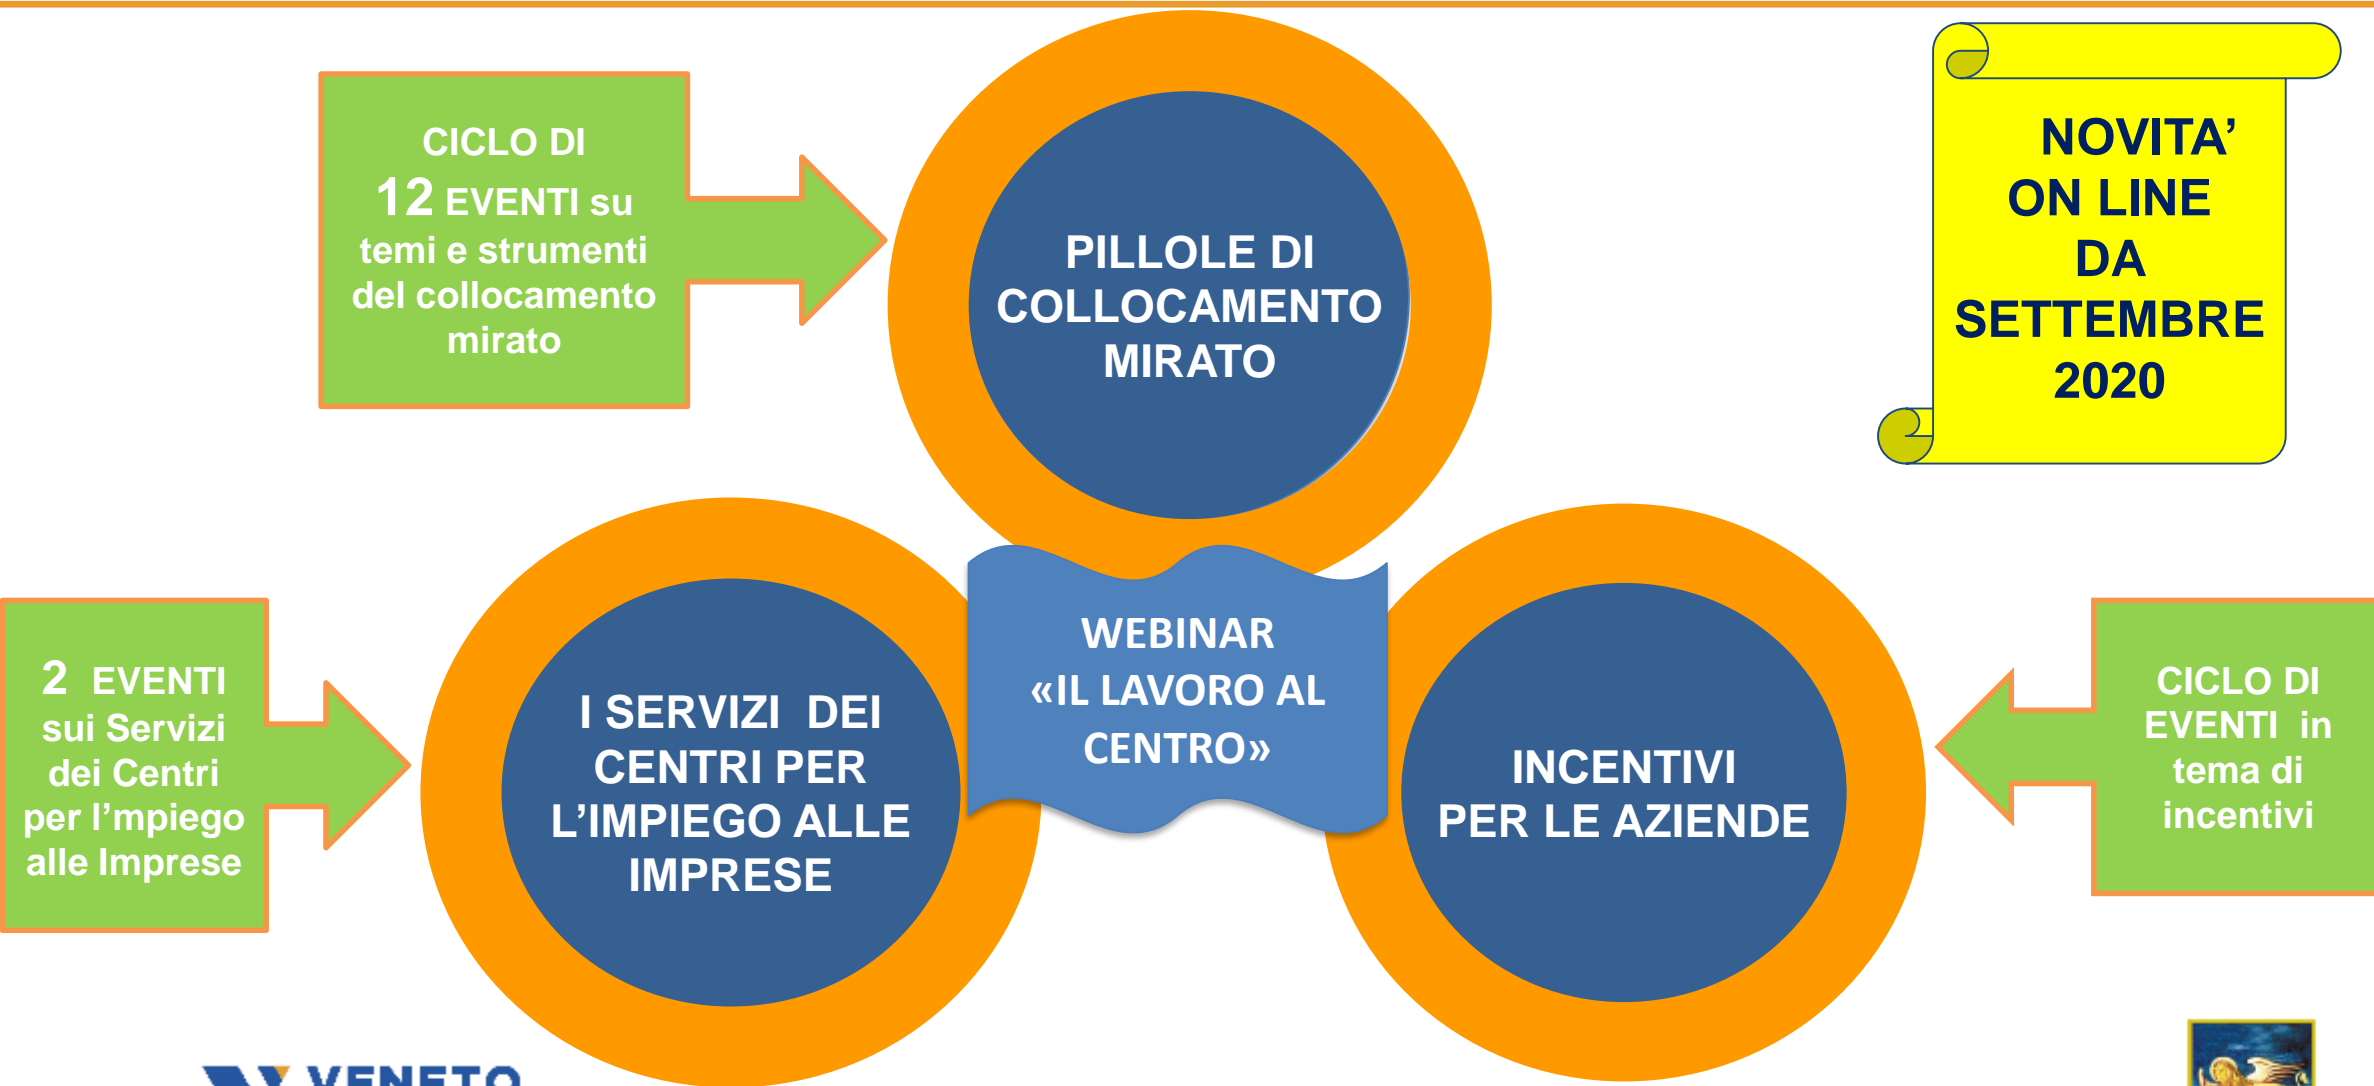 CICLO DI
12 EVENTI su
temi e strumenti
del collocamento
mirato
PILLOLE DI
COLLOCAMENTO
MIRATO
NOVITA’
ON LINE
DA
SETTEMBRE
2020
2 EVENTI
sui Servizi
dei Centri
per l’mpiego
alle Imprese
I SERVIZI DEI
CENTRI PER
L’IMPIEGO ALLE
IMPRESE
WEBINAR
«IL LAVORO AL
CENTRO»
INCENTIVI
PER LE AZIENDE
CICLO DI
EVENTI in
tema di
incentivi
VENETO